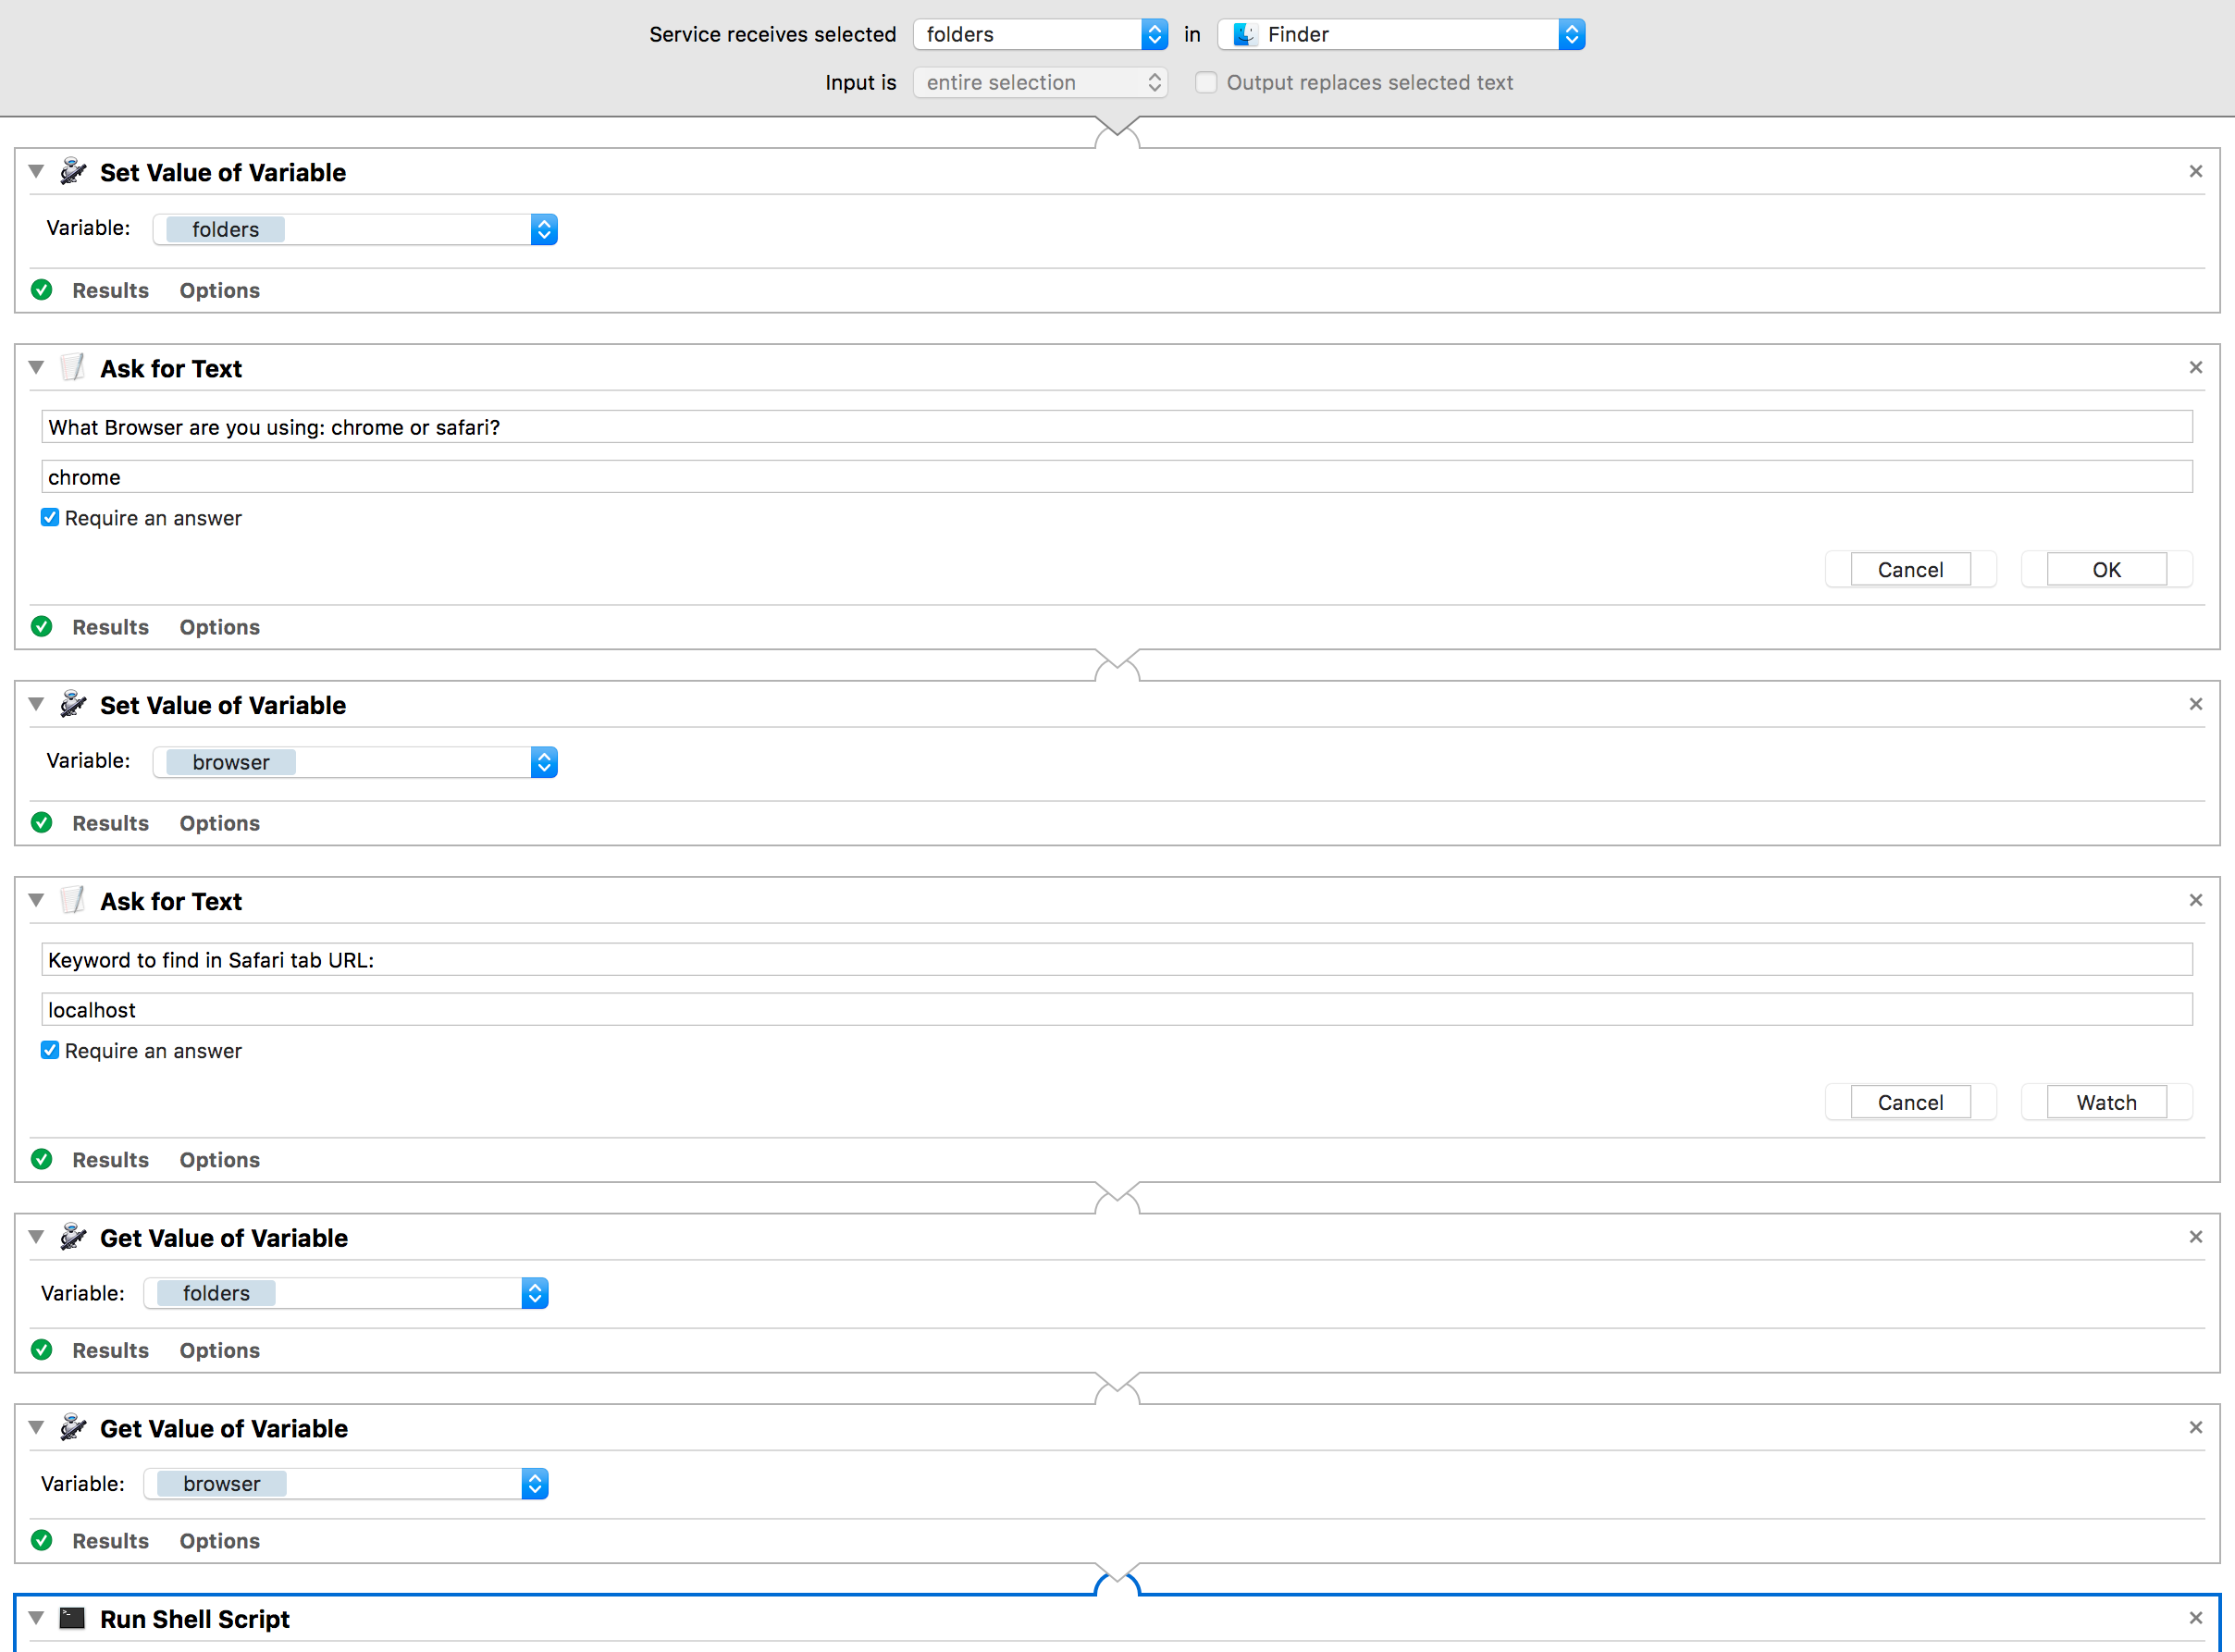 Service receives selected folders in Finder
Input is entire selection Output replaces selected text
Set Value of Variable
Variable: folders
Results Options
Ask for Text
What Browser are you using: chrome or safari?
chrome
Require an answer
Cancel OK
Results Options
Set Value of Variable
Variable: browser
Results Options
Ask for Text
Keyword to find in Safari tab URL:
localhost
Require an answer
Cancel Watch
Results Options
Get Value of Variable
Variable: folders
Results Options
Get Value of Variable
Variable: browser
Results Options
Run Shell Script